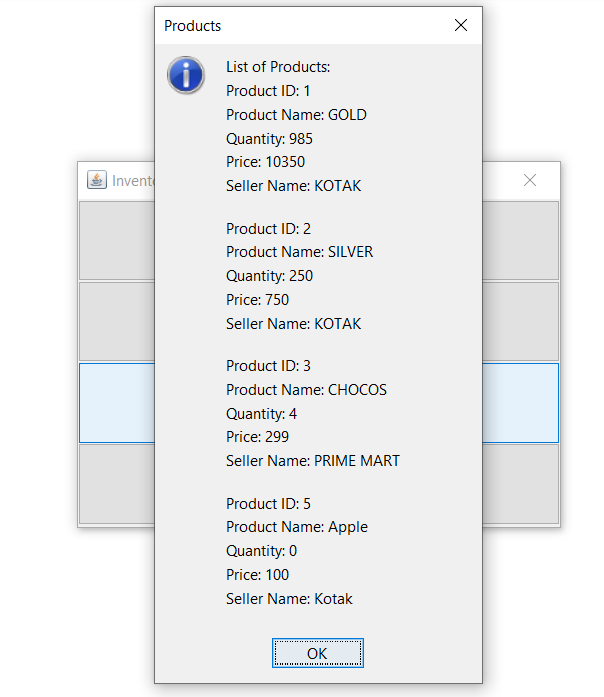 Products
List of Products:
Product ID: 1
Product Name: GOLD
Quantity: 985
Price: 10350
Seller Name: KOTAK
Product ID: 2
Product Name: SILVER
Quantity: 250
Price: 750
Seller Name: KOTAK
Product ID: 3
Product Name: CHOCOS
Quantity: 4
Price: 299
Seller Name: PRIME MART
Product ID: 5
Product Name: Apple
Quantity: 0
Price: 100
Seller Name: Kotak
OK